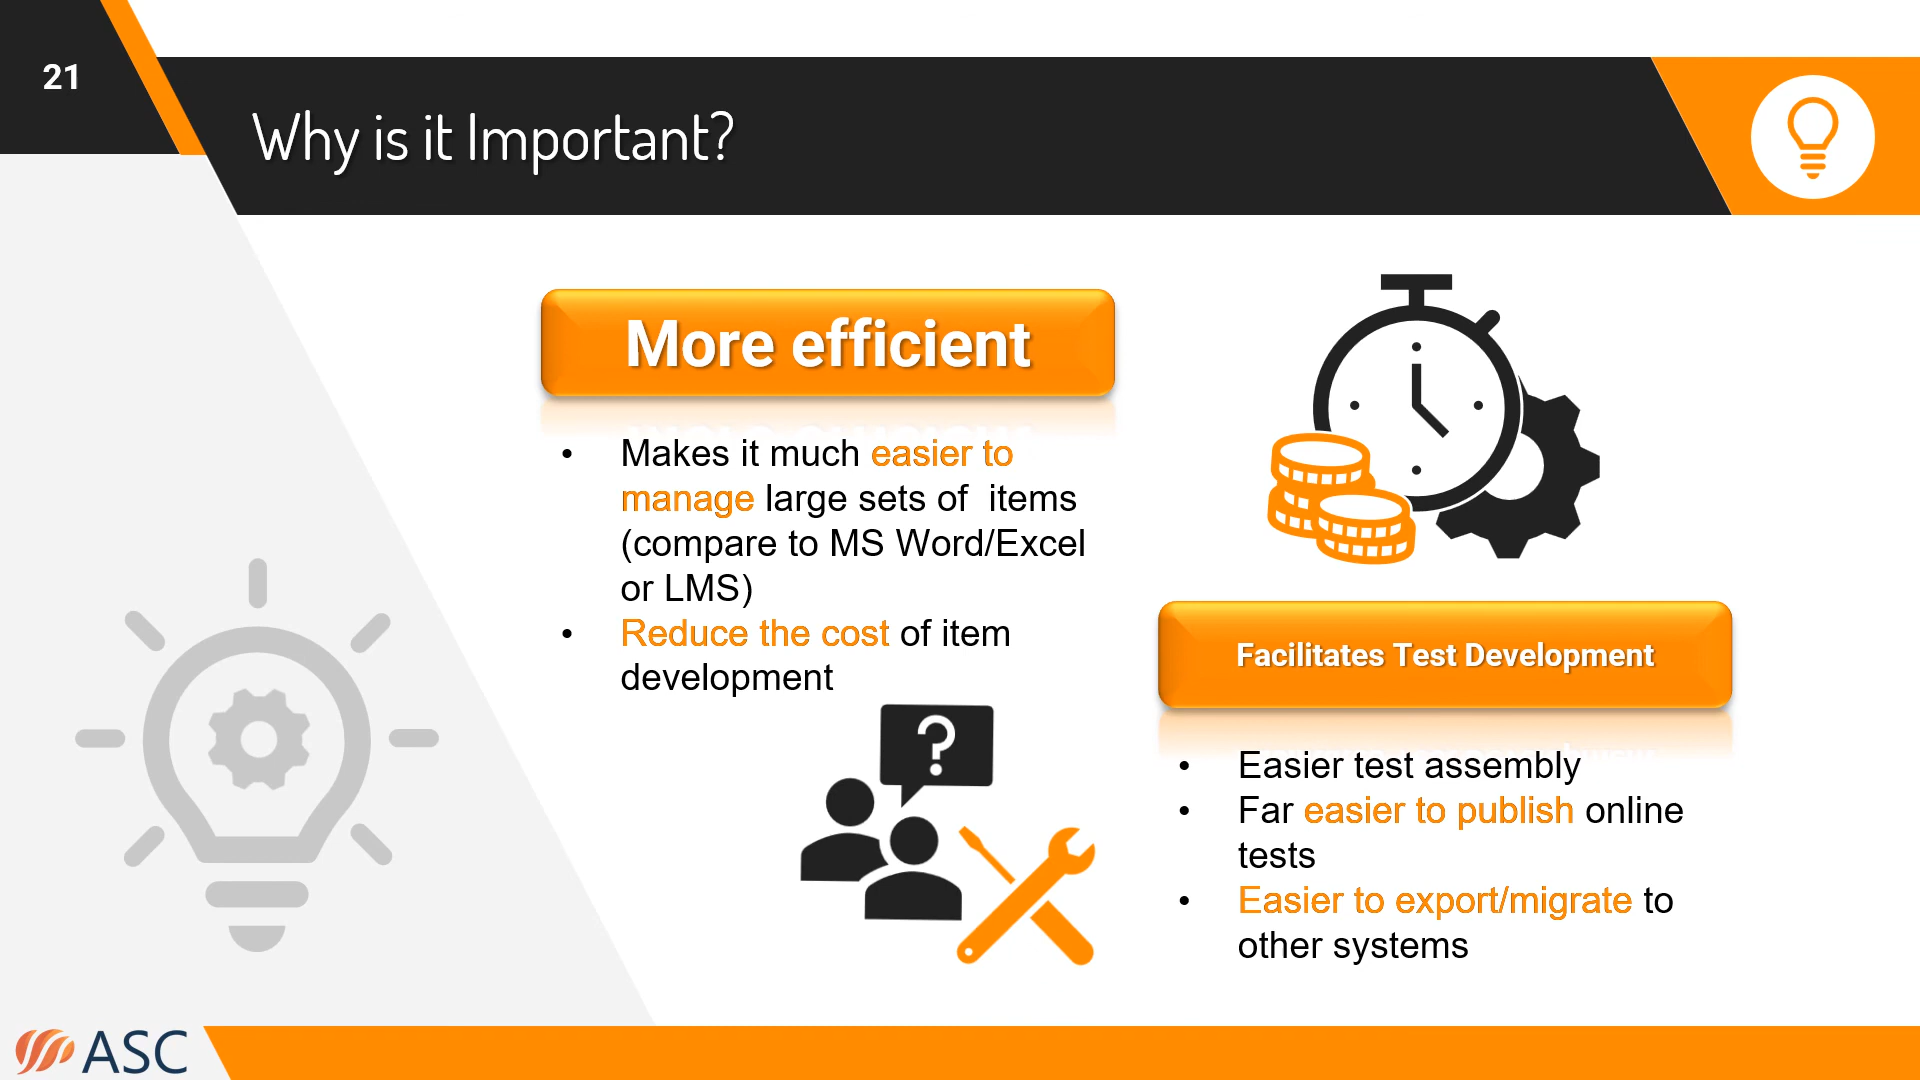 21
Why is it Important?
More efficient
• Makes it much easier to
manage large sets of  items
(compare to MS Word/Excel
or LMS)
• Reduce the cost of item
development
?
Facilitates Test Development
• Easier test assembly
• Far easier to publish online
tests
• Easier to export/migrate to
other systems
ASC